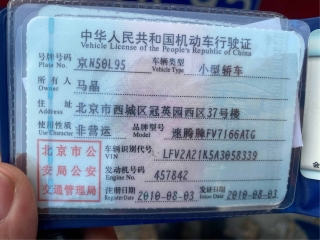 中华人民共和国机动车行驶证
Vehicle License of the People's Republic of China
号牌号码 Plate No. 京N50L95 车辆类型 Vehicle Type 小型轿车
所有人 Owner 马晶
住址 Address 北京市西城区冠英园西区37号楼
使用性质 Use Character 非营运 品牌型号 Model 速腾牌FV7166ATG
北京市公安局公安交通管理局
车辆识别代号 VIN LFV2A21K5A3058339
发动机号码 Engine No. 457842
注册日期 Register Date 2010-08-03 发证日期 Issue Date 2010-08-03